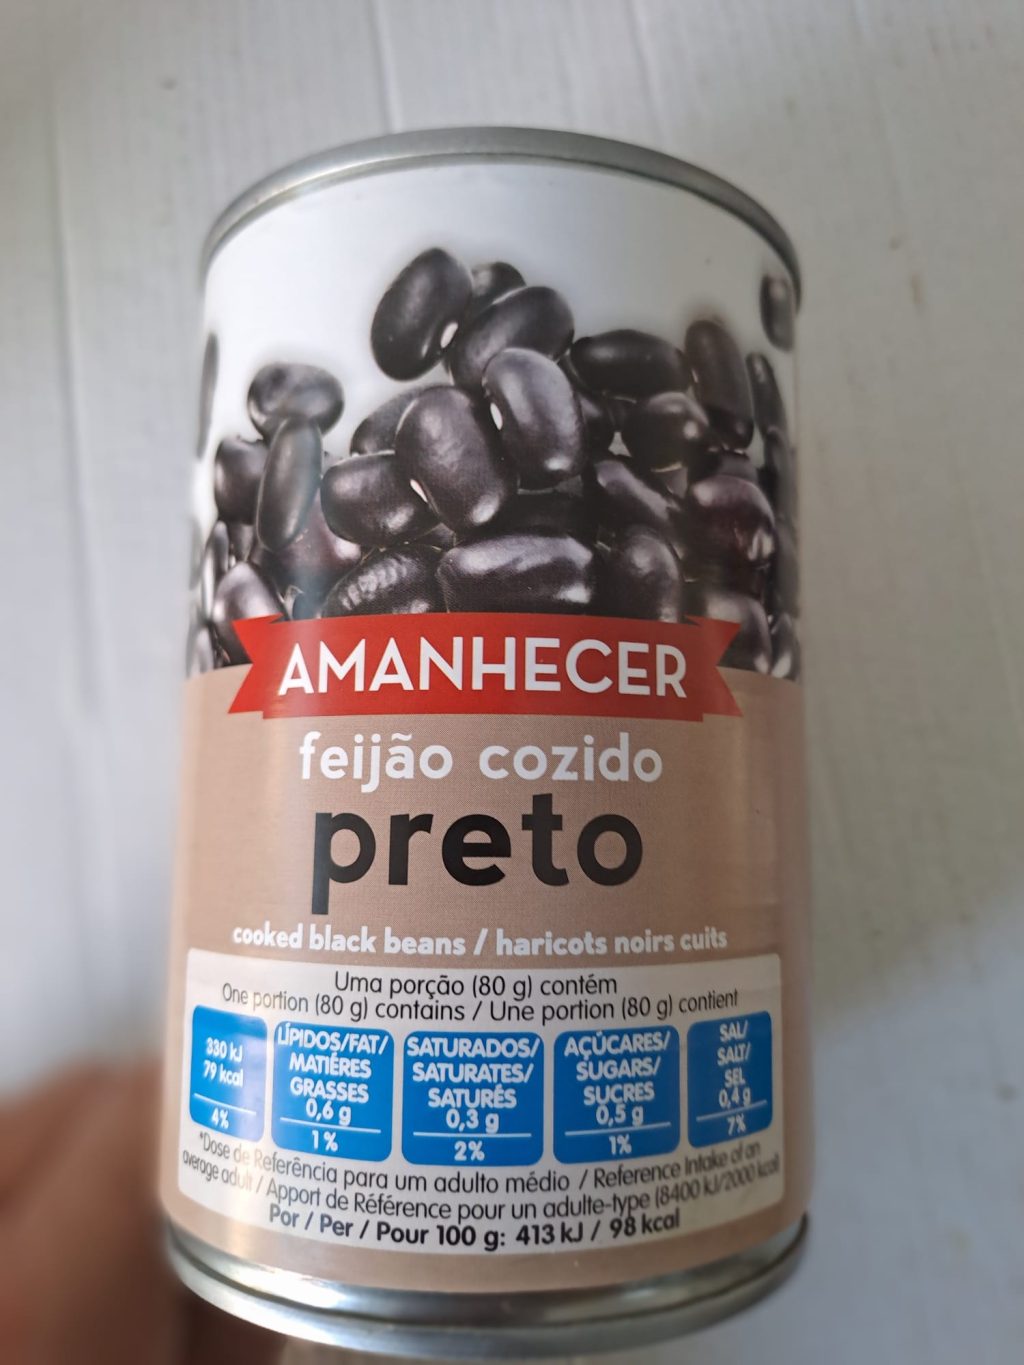 AMANHECER
feijão cozido
preto
cooked black beans / haricots noirs cuits
Uma porção (80 g) contém
One portion (80 g) contains / Une portion (80 g) contient
330 kJ
79 kcal
4%
LÍPIDOS/FAT/
MATIÉRES
GRASSES
0,6 g
1%
SATURADOS/
SATURATES/
SATURÉS
0,3 g
2%
AÇÚCARES/
SUGARS/
SUCRES
0,5 g
1%
SAL/
SALT/
SEL
0,4 g
7%
*Dose de Referência para um adulto médio / Reference Intake of an
average adult / Apport de Référence pour un adulte-type (8400 kJ/2000 kcal
Por / Per / Pour 100 g: 413 kJ / 98 kcal